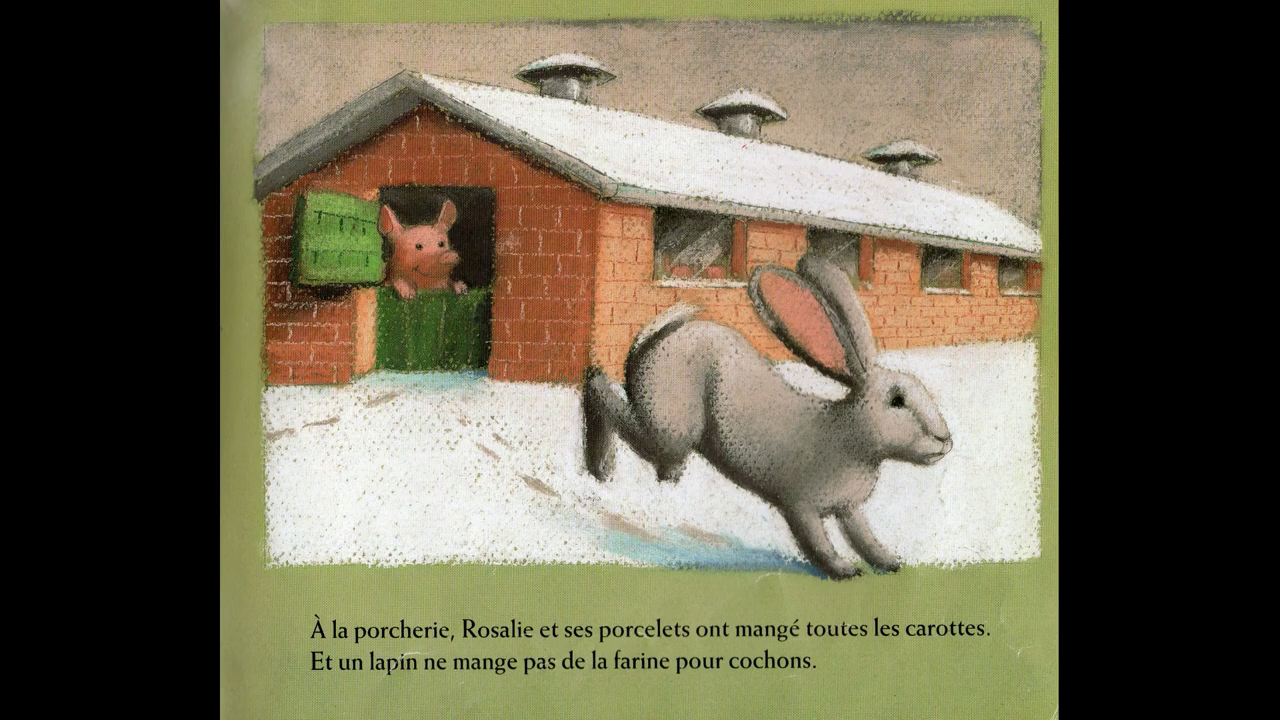 À la porcherie, Rosalie et ses porcelets ont mangé toutes les carottes.
Et un lapin ne mange pas de la farine pour cochons.